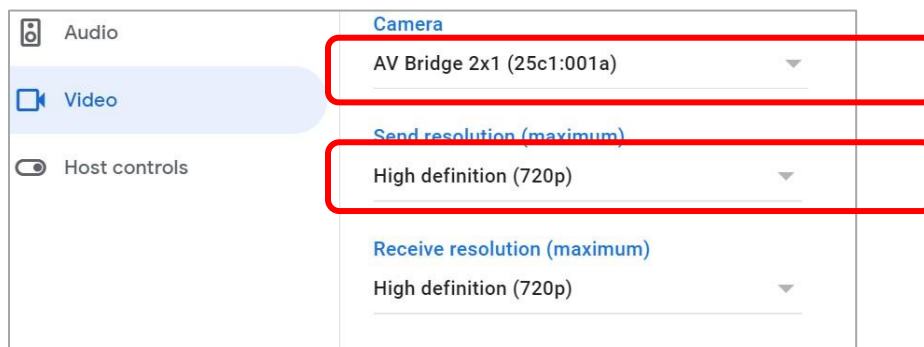 Audio
Video
Host controls
Camera
AV Bridge 2x1 (25c1:001a)
Send resolution (maximum)
High definition (720p)
Receive resolution (maximum)
High definition (720p)